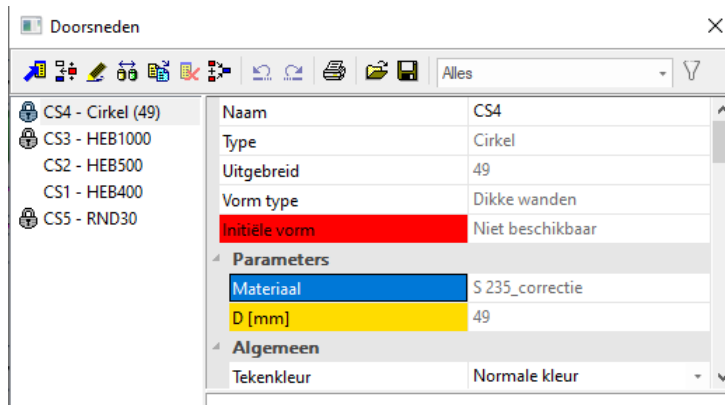 Doorsneden
Alles
CS4 - Cirkel (49)
CS3 - HEB1000
CS2 - HEB500
CS1 - HEB400
CS5 - RND30
Naam CS4
Type Cirkel
Uitgebreid 49
Vorm type Dikke wanden
Initiële vorm Niet beschikbaar
Parameters
Materiaal S 235_correctie
D [mm] 49
Algemeen
Tekenkleur Normale kleur